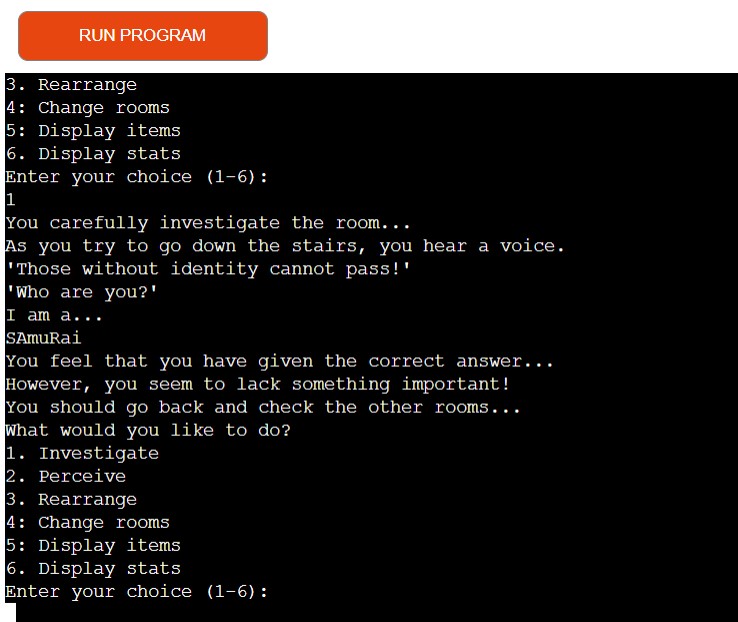 RUN PROGRAM
3. Rearrange
4: Change rooms
5: Display items
6. Display stats
Enter your choice (1-6):
1
You carefully investigate the room...
As you try to go down the stairs, you hear a voice.
'Those without identity cannot pass!'
'Who are you?'
I am a...
SAmuRai
You feel that you have given the correct answer...
However, you seem to lack something important!
You should go back and check the other rooms...
What would you like to do?
1. Investigate
2. Perceive
3. Rearrange
4: Change rooms
5: Display items
6. Display stats
Enter your choice (1-6):